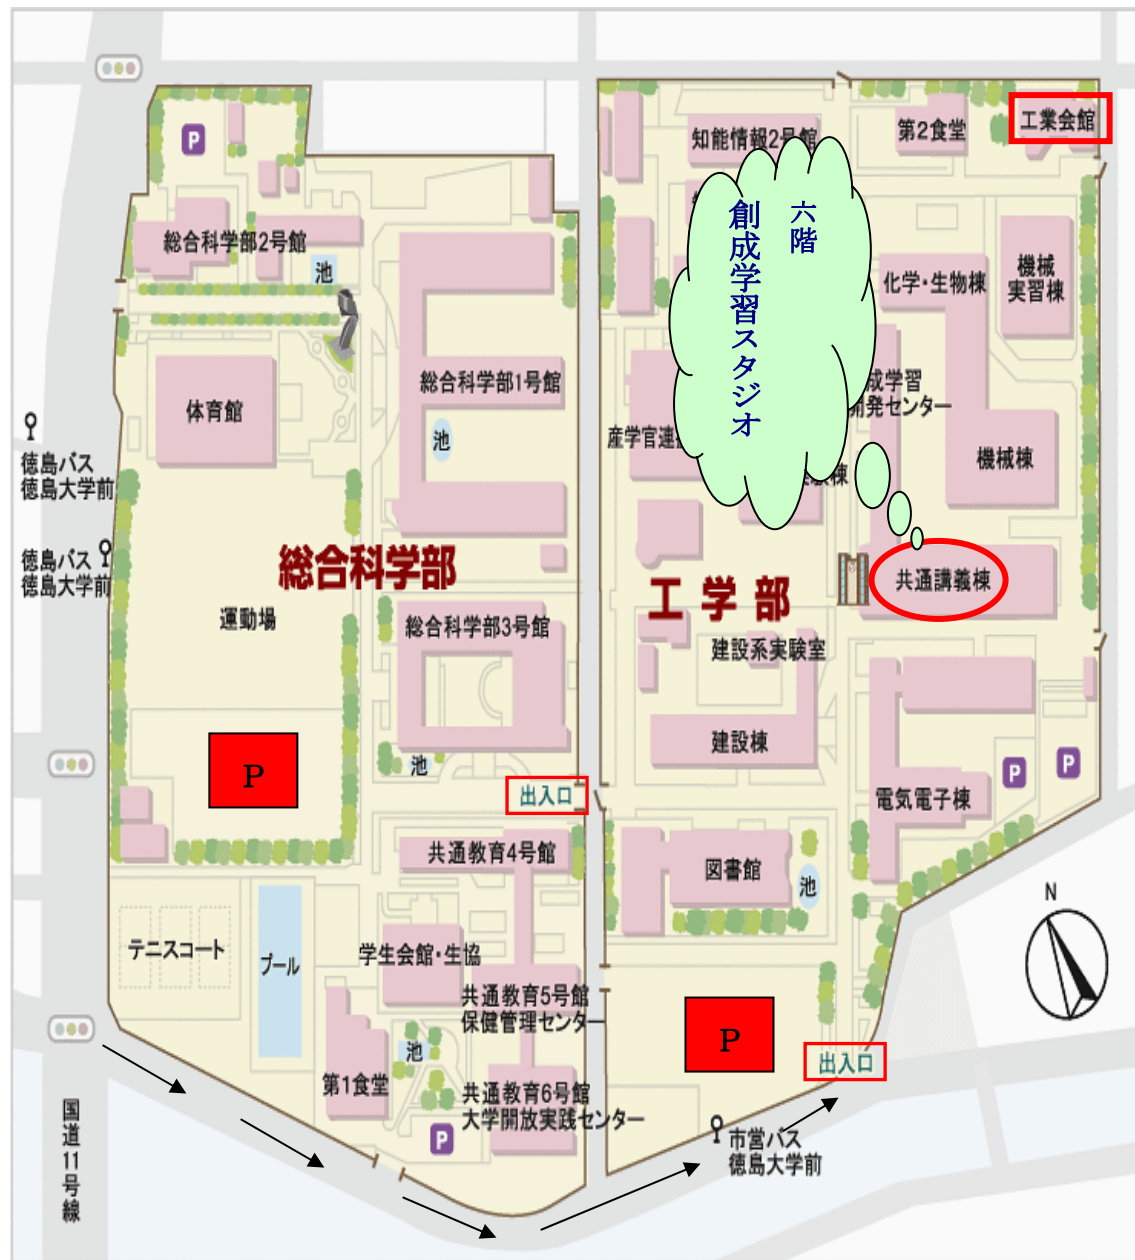 P
知能情報2号館
第2食堂
工業会館
六階
創成学習スタジオ
総合科学部2号館
池
化学・生物棟
機械
実習棟
総合科学部1号館
体育館
池
成学習
開発センター
産学官連
機械棟
徳島バス
徳島大学前
徳島バス
徳島大学前
総合科学部
工学部
共通講義棟
運動場
総合科学部3号館
建設系実験室
建設棟
P
池
出入口
P
P
電気電子棟
共通教育4号館
図書館
池
N
テニスコート
プール
学生会館・生協
共通教育5号館
保健管理センター
P
池
出入口
第1食堂
共通教育6号館
大学開放実践センター
P
市営バス
徳島大学前
国道11号線